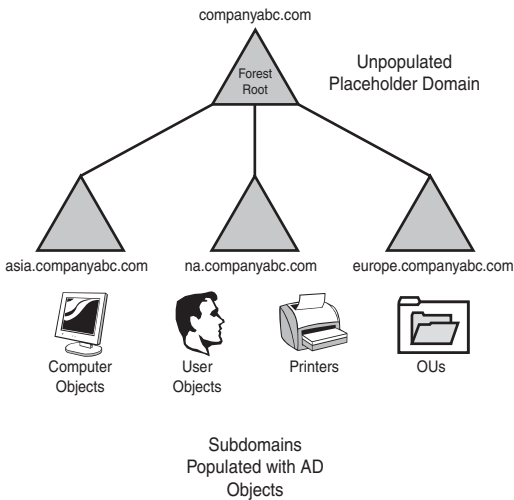 companyabc.com
Forest
Root
Unpopulated
Placeholder Domain
asia.companyabc.com
na.companyabc.com
europe.companyabc.com
Computer
Objects
User
Objects
Printers
OUs
Subdomains
Populated with AD
Objects